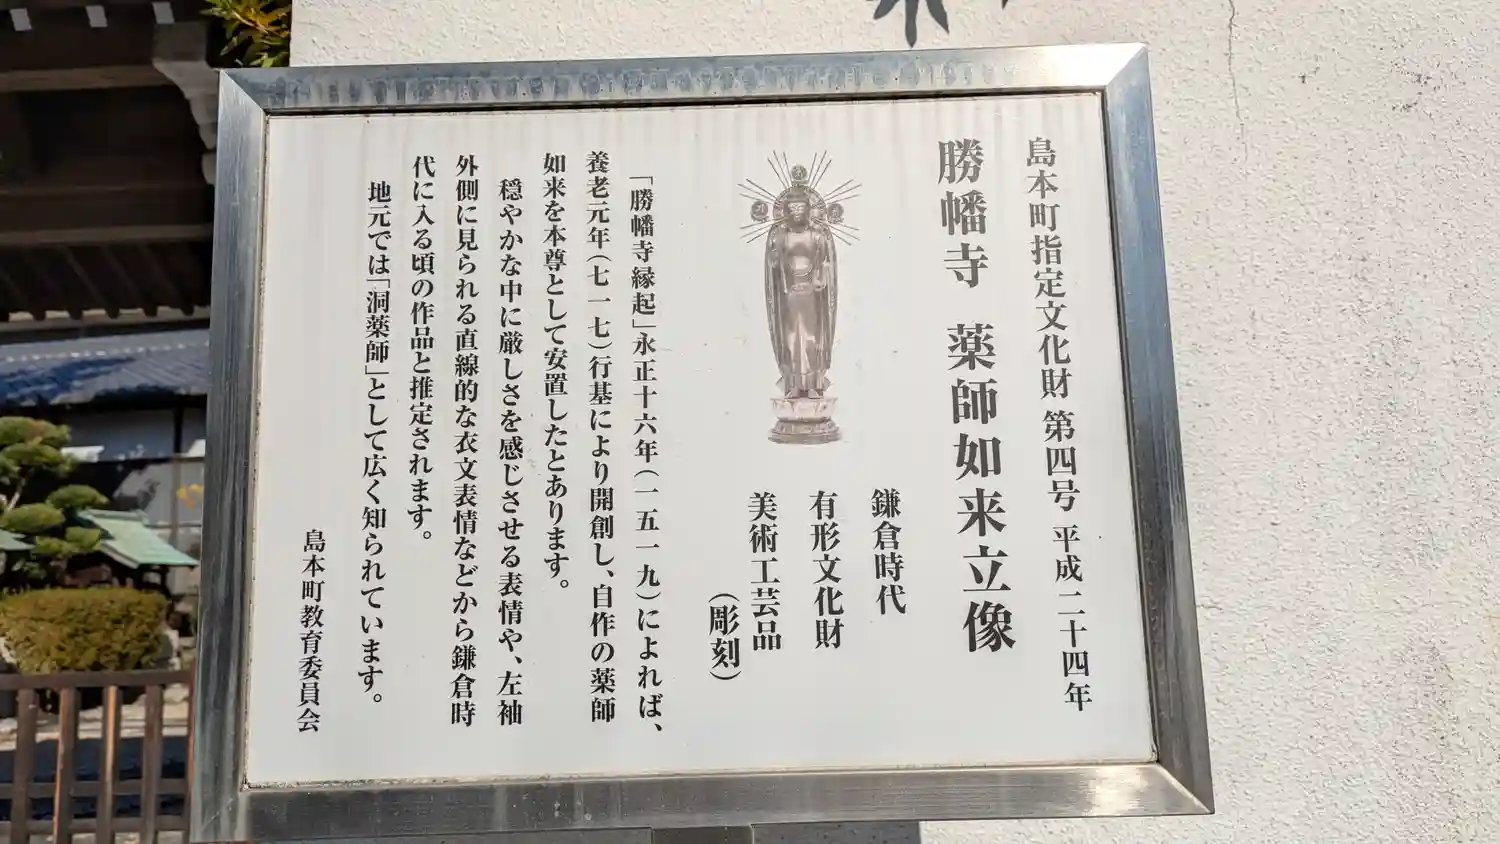 島本町指定文化財 第四号 平成二十四年
勝幡寺 薬師如来立像
鎌倉時代
有形文化財
美術工芸品
(彫刻)
「勝幡寺縁起」永正十六年(一五一九)によれば、
養老元年(七一七)行基により開創し、自作の薬師
如来を本尊として安置したとあります。
穏やかな中に厳しさを感じさせる表情や、左袖
外側に見られる直線的な衣文表情などから鎌倉時
代に入る頃の作品と推定されます。
地元では「洞薬師」として広く知られています。
島本町教育委員会